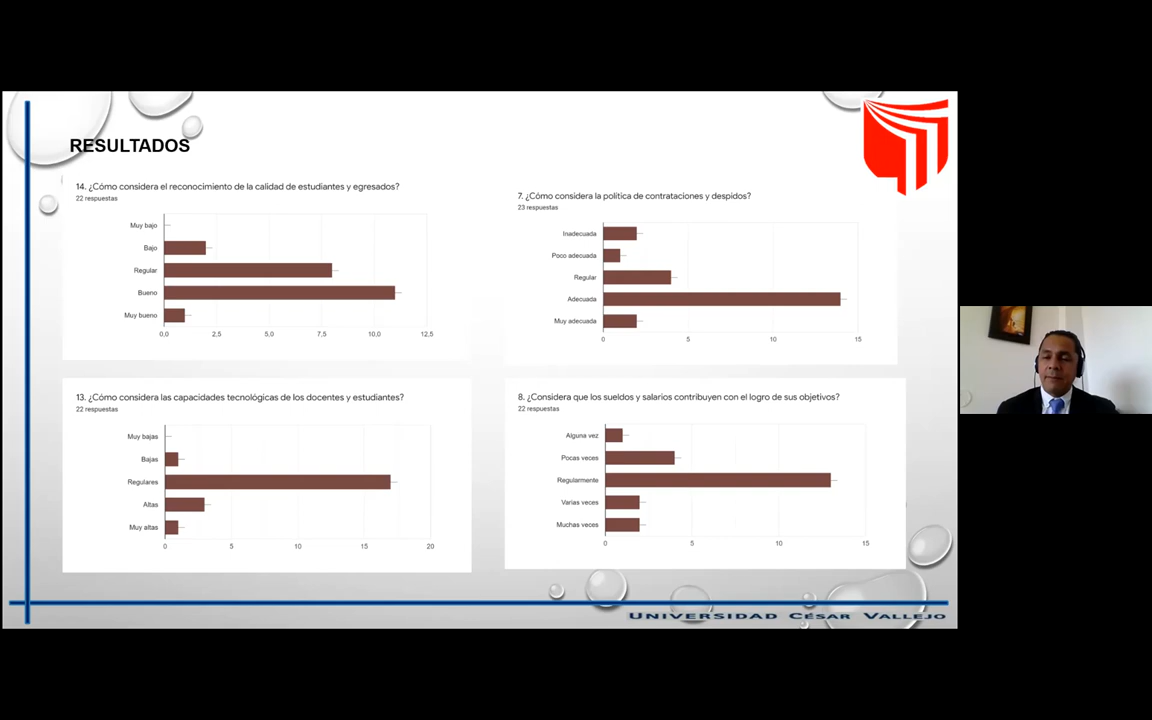 RESULTADOS
14. ¿Cómo considera el reconocimiento de la calidad de estudiantes y egresados?
22 respuestas
Muy bajo
Bajo
Regular
Bueno
Muy bueno
0,0 2,5 5,0 7,5 10,0 12,5
7. ¿Cómo considera la política de contrataciones y despidos?
23 respuestas
Inadecuada
Poco adecuada
Regular
Adecuada
Muy adecuada
0 5 10 15
13. ¿Cómo considera las capacidades tecnológicas de los docentes y estudiantes?
22 respuestas
Muy bajas
Bajas
Regulares
Altas
Muy altas
0 5 10 15 20
8. ¿Considera que los sueldos y salarios contribuyen con el logro de sus objetivos?
22 respuestas
Alguna vez
Pocas veces
Regularmente
Varias veces
Muchas veces
0 5 10 15
UNIVERSIDAD CÉSAR VALLEJO